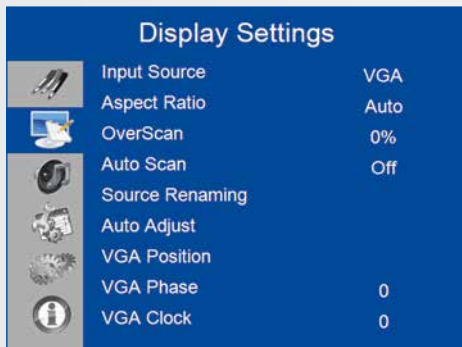 Display Settings
Input Source VGA
Aspect Ratio Auto
OverScan 0%
Auto Scan Off
Source Renaming
Auto Adjust
VGA Position
VGA Phase 0
VGA Clock 0